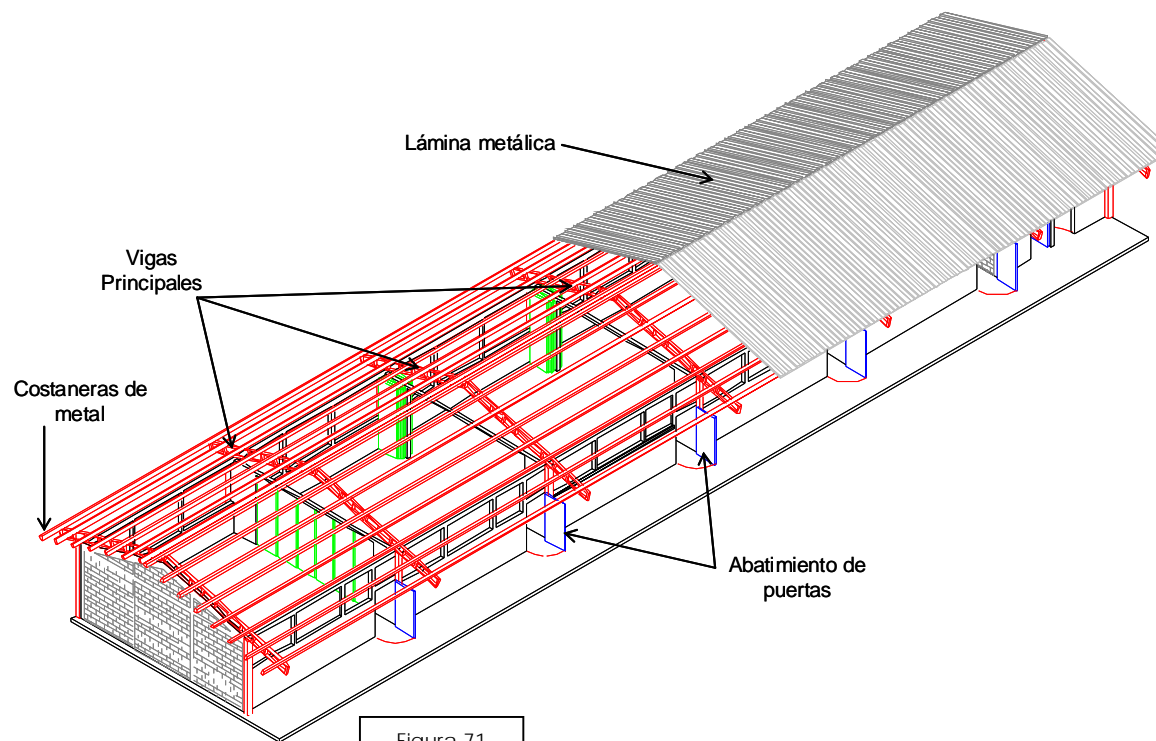 Lámina metálica
Vigas
Principales
Costaneras de
metal
Abatimiento de
puertas
Figura 71